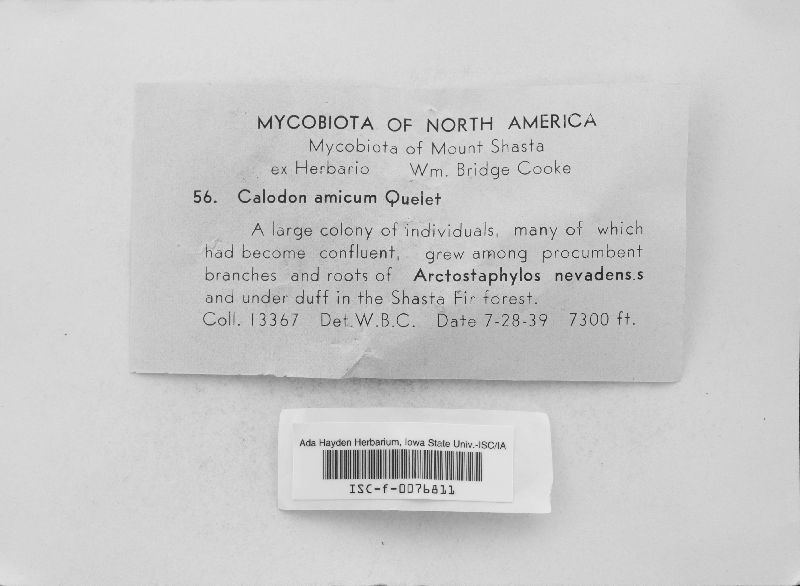 MYCOBIOTA OF NORTH AMERICA
Mycobiota of Mount Shasta
ex Herbario Wm. Bridge Cooke
56. Calodon amicum Quelet
A large colony of individuals, many of which
had become confluent, grew among procumbent
branches and roots of Arctostaphylos nevadens.s
and under duff in the Shasta Fir forest.
Coll. 13367 Det. W.B.C. Date 7-28-39 7300 ft.
Ada Hayden Herbarium, Iowa State Univ.-ISC/IA
ISC-f-0076811